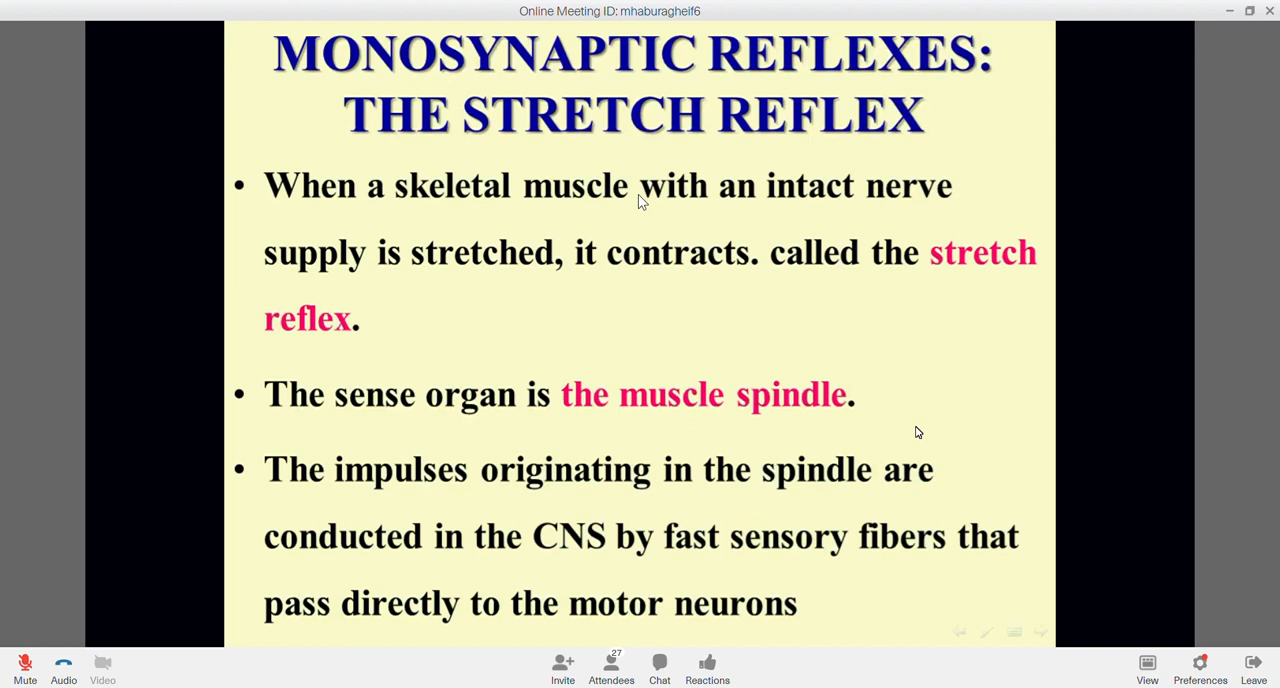 Online Meeting ID: mhaburagheif6
MONOSYNAPTIC REFLEXES:
THE STRETCH REFLEX
• When a skeletal muscle with an intact nerve
supply is stretched, it contracts. called the stretch
reflex.
• The sense organ is the muscle spindle.
• The impulses originating in the spindle are
conducted in the CNS by fast sensory fibers that
pass directly to the motor neurons
27
Mute Audio Video Invite Attendees Chat Reactions View Preferences Leave